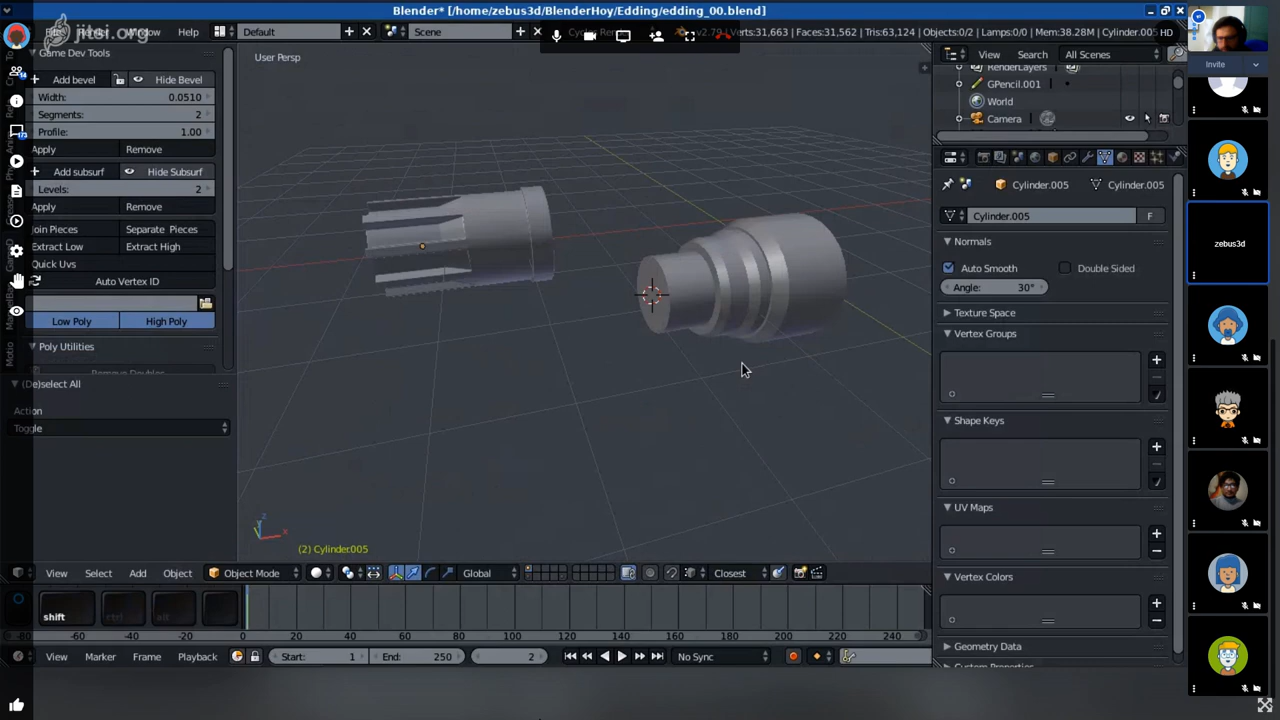 Blender* [/home/zebus3d/BlenderHoy/Edding/edding_00.blend]
jitsi.org
Window
Help
Default
Scene
v2.79 | Verts:31,663 | Faces:31,562 | Tris:63,124 | Objects:0/2 | Lamps:0/0 | Mem:38.28M | Cylinder.005
HD
Invite
Game Dev Tools
Add bevel
Hide Bevel
Width: 0.0510
Segments: 2
Profile: 1.00
Apply
Remove
Add subsurf
Hide Subsurf
Levels: 2
Apply
Remove
Join Pieces
Separate Pieces
Extract Low
Extract High
Quick Uvs
Auto Vertex ID
Low Poly
High Poly
Poly Utilities
(De)select All
Action
Toggle
User Persp
(2) Cylinder.005
View
Search
All Scenes
RenderLayers
GPencil.001
World
Camera
Cylinder.005
Cylinder.005
Cylinder.005
F
Normals
Auto Smooth
Double Sided
Angle: 30°
Texture Space
Vertex Groups
Shape Keys
UV Maps
Vertex Colors
Geometry Data
Custom Properties
zebus3d
View
Select
Add
Object
Object Mode
Global
Closest
shift
ctrl
alt
-80 -60 -40 -20 0 20 40 60 80 100 120 140 160 180 200 220 240
View
Marker
Frame
Playback
Start: 1
End: 250
2
No Sync